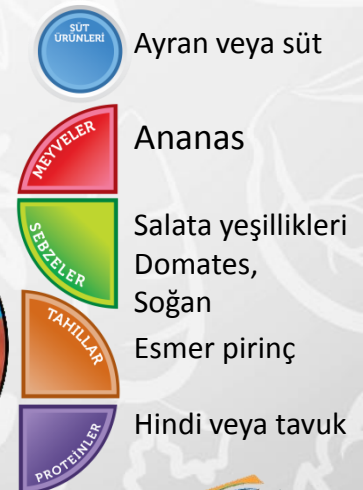 SÜT
ÜRÜNLERİ
Ayran veya süt
MEYVELER
Ananas
SEBZELER
Salata yeşillikleri
Domates,
Soğan
TAHILLAR
Esmer pirinç
PROTEİNLER
Hindi veya tavuk